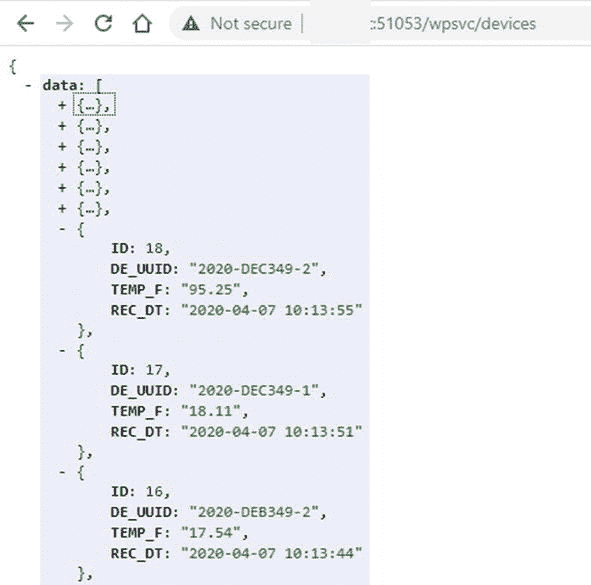 Not secure | :51053/wpsvc/devices
{
- data: [
+ {…},
+ {…},
+ {…},
+ {…},
+ {…},
+ {…},
- {
ID: 18,
DE_UUID: "2020-DEC349-2",
TEMP_F: "95.25",
REC_DT: "2020-04-07 10:13:55"
},
- {
ID: 17,
DE_UUID: "2020-DEC349-1",
TEMP_F: "18.11",
REC_DT: "2020-04-07 10:13:51"
},
- {
ID: 16,
DE_UUID: "2020-DEB349-2",
TEMP_F: "17.54",
REC_DT: "2020-04-07 10:13:44"
},